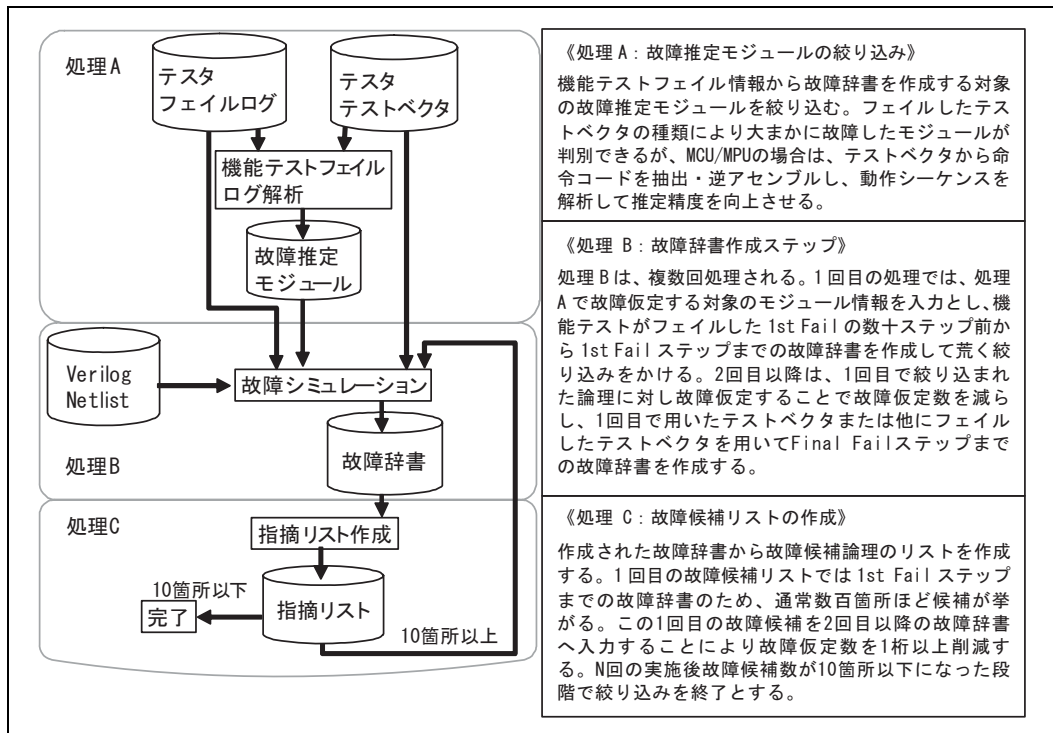 処理A
テスタ
フェイルログ
テスタ
テストベクタ
機能テストフェイル
ログ解析
故障推定
モジュール
Verilog
Netlist
故障シミュレーション
故障辞書
処理B
処理C
指摘リスト作成
10箇所以下
完了
指摘リスト
10箇所以上
《処理 A：故障推定モジュールの絞り込み》
機能テストフェイル情報から故障辞書を作成する対象
の故障推定モジュールを絞り込む。フェイルしたテス
トベクタの種類により大まかに故障したモジュールが
判別できるが、MCU/MPUの場合は、テストベクタから命
令コードを抽出・逆アセンブルし、動作シーケンスを
解析して推定精度を向上させる。
《処理 B：故障辞書作成ステップ》
処理Bは、複数回処理される。1回目の処理では、処理
Aで故障仮定する対象のモジュール情報を入力とし、機
能テストがフェイルした1st Failの数十ステップ前か
ら1st Failステップまでの故障辞書を作成して荒く絞
り込みをかける。2回目以降は、1回目で絞り込まれ
た論理に対し故障仮定することで故障仮定数を減ら
し、1回目で用いたテストベクタまたは他にフェイル
したテストベクタを用いてFinal Failステップまで
の故障辞書を作成する。
《処理 C：故障候補リストの作成》
作成された故障辞書から故障候補論理のリストを作成
する。1回目の故障候補リストでは1st Failステップ
までの故障辞書のため、通常数百箇所ほど候補が挙
がる。この1回目の故障候補を2回目以降の故障辞書
へ入力することにより故障仮定数を1桁以上削減す
る。N回の実施後故障候補数が10箇所以下になった段
階で絞り込みを終了とする。